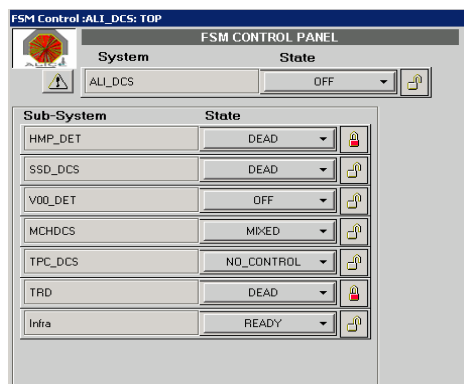 FSM Control :ALI_DCS: TOP
FSM CONTROL PANEL
System State
ALICE
ALI_DCS OFF
Sub-System State
HMP_DET DEAD
SSD_DCS DEAD
V00_DET OFF
MCHDCS MIXED
TPC_DCS NO_CONTROL
TRD DEAD
Infra READY